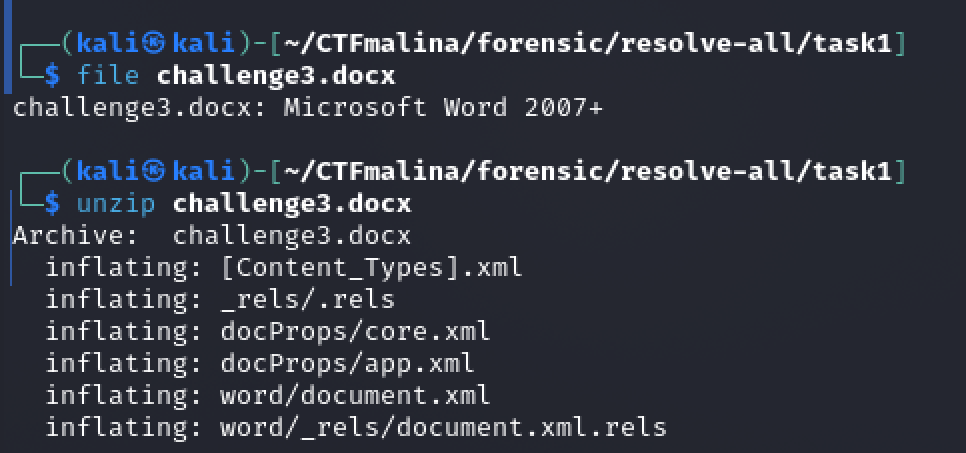 ┌──(kali㉿kali)-[~/CTFmalina/forensic/resolve-all/task1]
└─$ file challenge3.docx
challenge3.docx: Microsoft Word 2007+
┌──(kali㉿kali)-[~/CTFmalina/forensic/resolve-all/task1]
└─$ unzip challenge3.docx
Archive:  challenge3.docx
  inflating: [Content_Types].xml
  inflating: _rels/.rels
  inflating: docProps/core.xml
  inflating: docProps/app.xml
  inflating: word/document.xml
  inflating: word/_rels/document.xml.rels